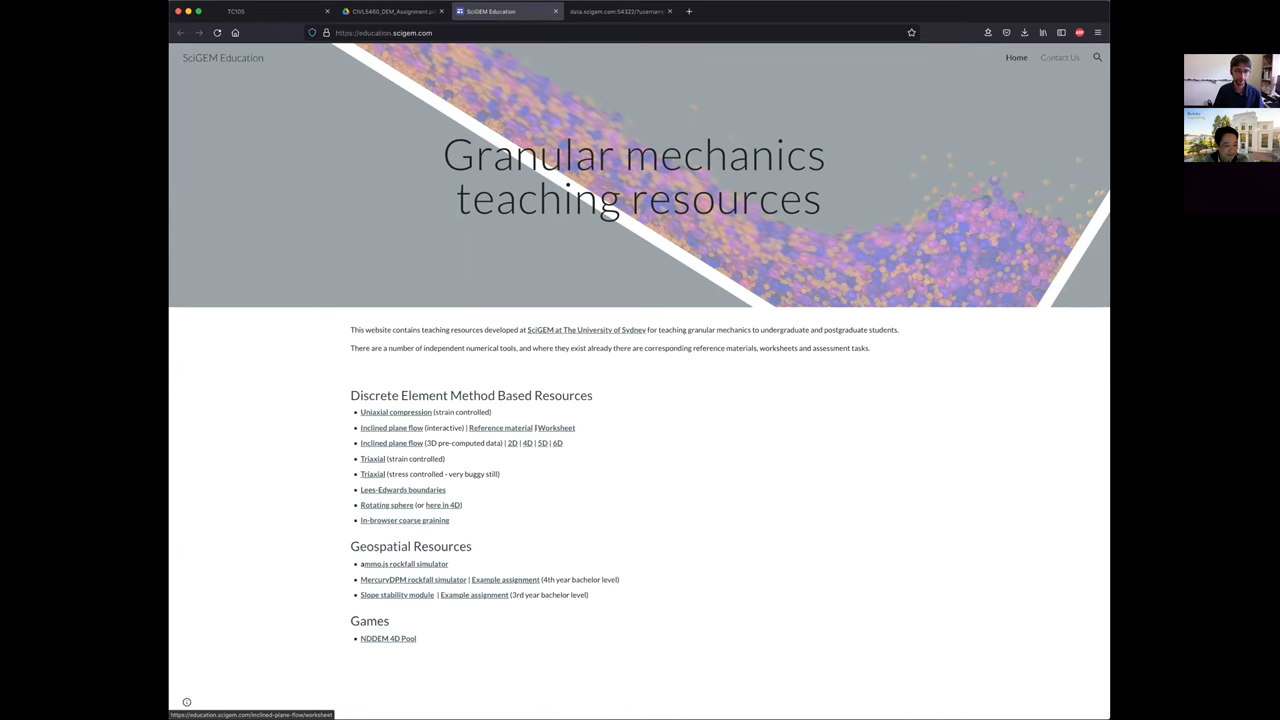 TC105
CIVL5460_DEM_Assignment.pd
SciGEM Education
data.scigem.com:54322/?usernam
https://education.scigem.com
SciGEM Education
Home
Contact Us
Granular mechanics
teaching resources
This website contains teaching resources developed at SciGEM at The University of Sydney for teaching granular mechanics to undergraduate and postgraduate students.
There are a number of independent numerical tools, and where they exist already there are corresponding reference materials, worksheets and assessment tasks.
Discrete Element Method Based Resources
• Uniaxial compression (strain controlled)
• Inclined plane flow (interactive) | Reference material | Worksheet
• Inclined plane flow (3D pre-computed data) | 2D | 4D | 5D | 6D
• Triaxial (strain controlled)
• Triaxial (stress controlled - very buggy still)
• Lees-Edwards boundaries
• Rotating sphere (or here in 4D)
• In-browser coarse graining
Geospatial Resources
• ammo.js rockfall simulator
• MercuryDPM rockfall simulator | Example assignment (4th year bachelor level)
• Slope stability module | Example assignment (3rd year bachelor level)
Games
• NDDEM 4D Pool
https://education.scigem.com/inclined-plane-flow/worksheet